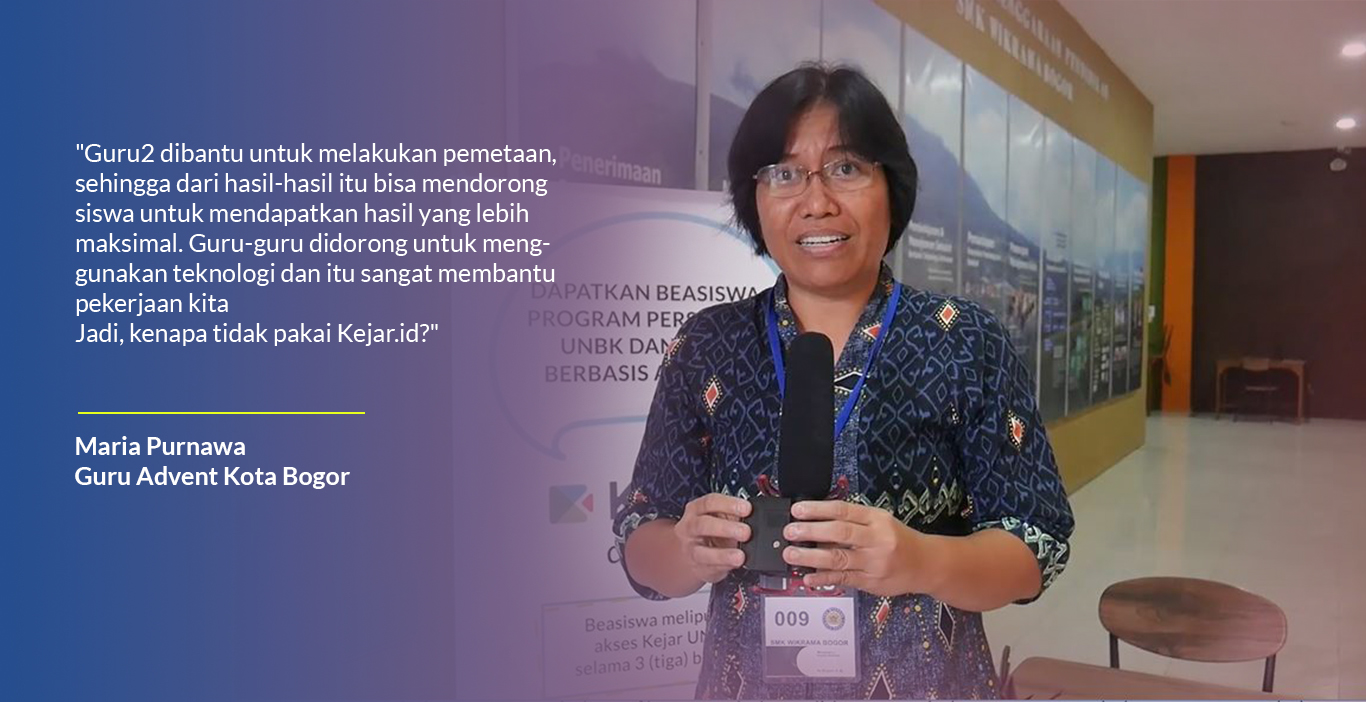 "Guru2 dibantu untuk melakukan pemetaan,
sehingga dari hasil-hasil itu bisa mendorong
siswa untuk mendapatkan hasil yang lebih
maksimal. Guru-guru didorong untuk meng-
gunakan teknologi dan itu sangat membantu
pekerjaan kita
Jadi, kenapa tidak pakai Kejar.id?"
Maria Purnawa
Guru Advent Kota Bogor
Penerimaan
DAPATKAN BEASISWA
PROGRAM PERS
UNBK DAN
BERBASIS A
K
Beasiswa melipu
akses Kejar UN
selama 3 (tiga) b
SMK WIKRAMA BOGOR
009
SMK WIKRAMA BOGOR